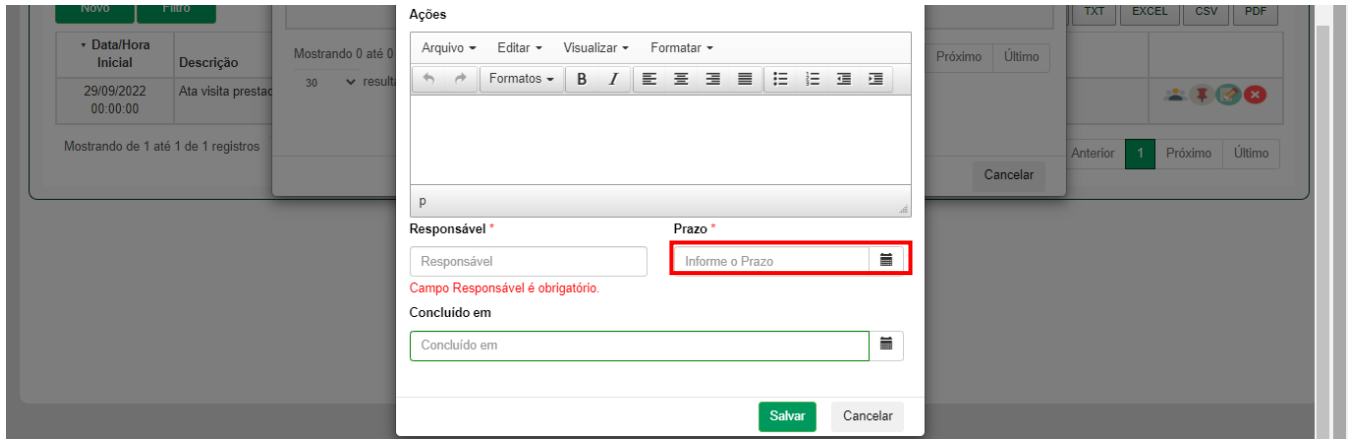 Novo Filtro
TXT EXCEL CSV PDF
Data/Hora Inicial Descrição
29/09/2022 00:00:00 Ata visita prestad
Mostrando de 1 até 1 de 1 registros
Mostrando 0 até 0
30 result
Próximo Último
Cancelar
Anterior 1 Próximo Último
Ações
Arquivo Editar Visualizar Formatar
Formatos B I
p
Responsável * Prazo *
Responsável Informe o Prazo
Campo Responsável é obrigatório.
Concluído em
Concluído em
Salvar Cancelar